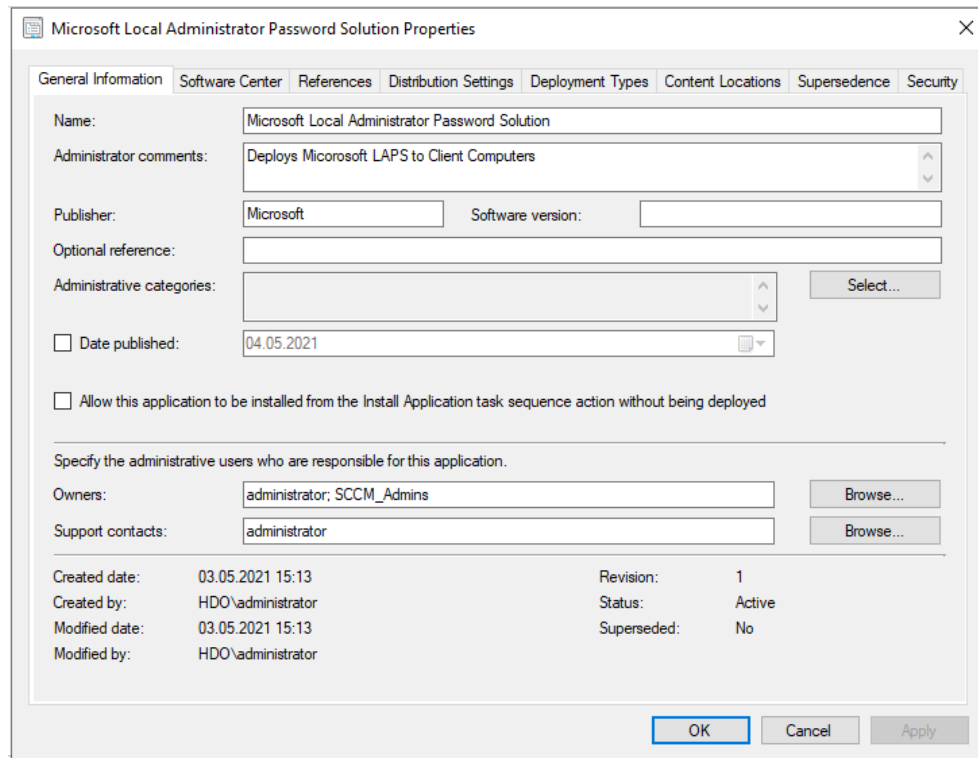 Microsoft Local Administrator Password Solution Properties
General Information Software Center References Distribution Settings Deployment Types Content Locations Supersedence Security
Name: Microsoft Local Administrator Password Solution
Administrator comments: Deploys Micorosoft LAPS to Client Computers
Publisher: Microsoft Software version:
Optional reference:
Administrative categories: Select...
Date published: 04.05.2021
Allow this application to be installed from the Install Application task sequence action without being deployed
Specify the administrative users who are responsible for this application.
Owners: administrator; SCCM_Admins Browse...
Support contacts: administrator Browse...
Created date: 03.05.2021 15:13 Revision: 1
Created by: HDO\administrator Status: Active
Modified date: 03.05.2021 15:13 Superseded: No
Modified by: HDO\administrator
OK Cancel Apply